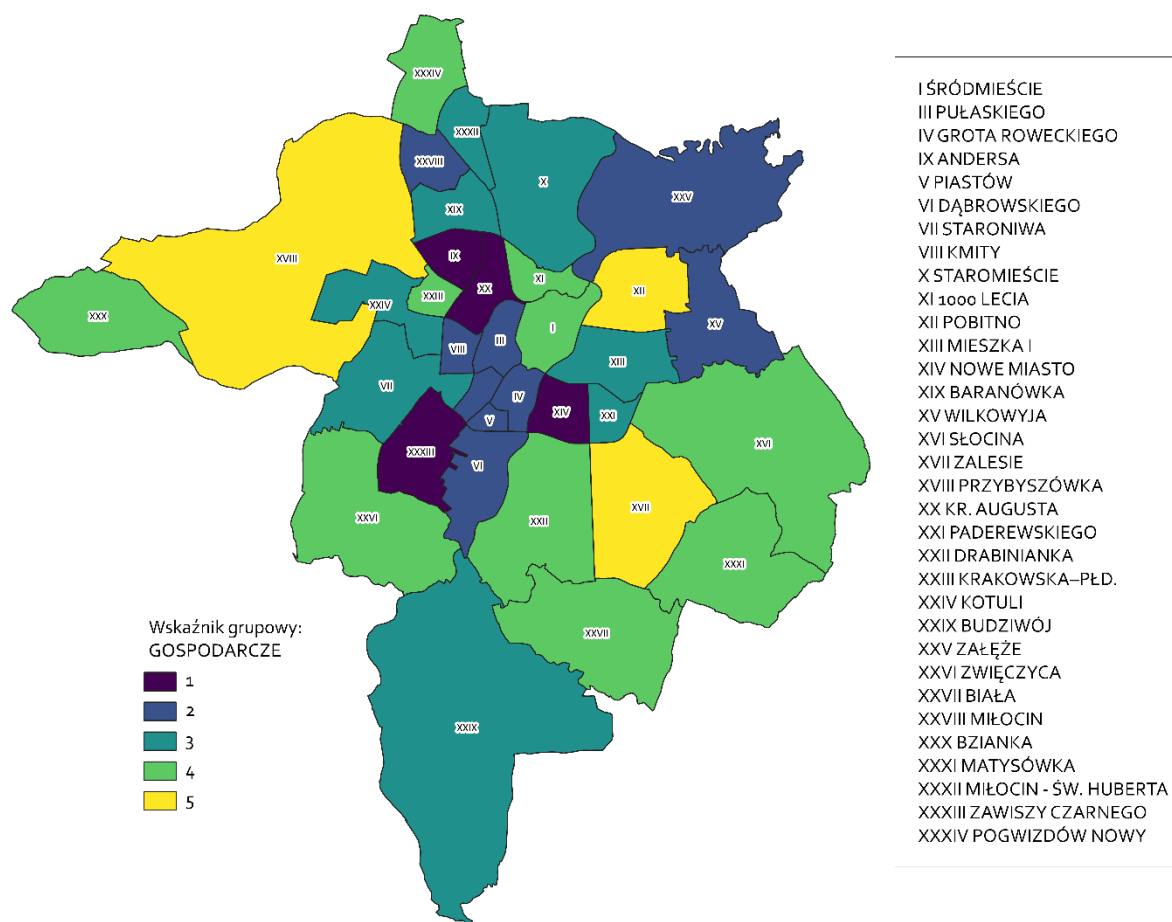 XXXIV
XXXII
XXVIII
X
XXV
XIX
IX
XVIII
XI
XX
XII
XXIII
XXIV
XXX
I
XV
III
VIII
XIII
VII
IV
XIV
XXI
V
XVI
XXXIII
VI
XVII
XXVI
XXII
XXXI
XXVII
XXIX
Wskaźnik grupowy:
GOSPODARCZE
1
2
3
4
5
I ŚRÓDMIEŚCIE
III PUŁASKIEGO
IV GROTA ROWECKIEGO
IX ANDERSA
V PIASTÓW
VI DĄBROWSKIEGO
VII STARONIWA
VIII KMITY
X STAROMIEŚCIE
XI 1000 LECIA
XII POBITNO
XIII MIESZKA I
XIV NOWE MIASTO
XIX BARANÓWKA
XV WILKOWYJA
XVI SŁOCINA
XVII ZALESIE
XVIII PRZYBYSZÓWKA
XX KR. AUGUSTA
XXI PADEREWSKIEGO
XXII DRABINIANKA
XXIII KRAKOWSKA–PŁD.
XXIV KOTULI
XXIX BUDZIWÓJ
XXV ZAŁĘŻE
XXVI ZWIĘCZYCA
XXVII BIAŁA
XXVIII MIŁOCIN
XXX BZIANKA
XXXI MATYSÓWKA
XXXII MIŁOCIN - ŚW. HUBERTA
XXXIII ZAWISZY CZARNEGO
XXXIV POGWIZDÓW NOWY